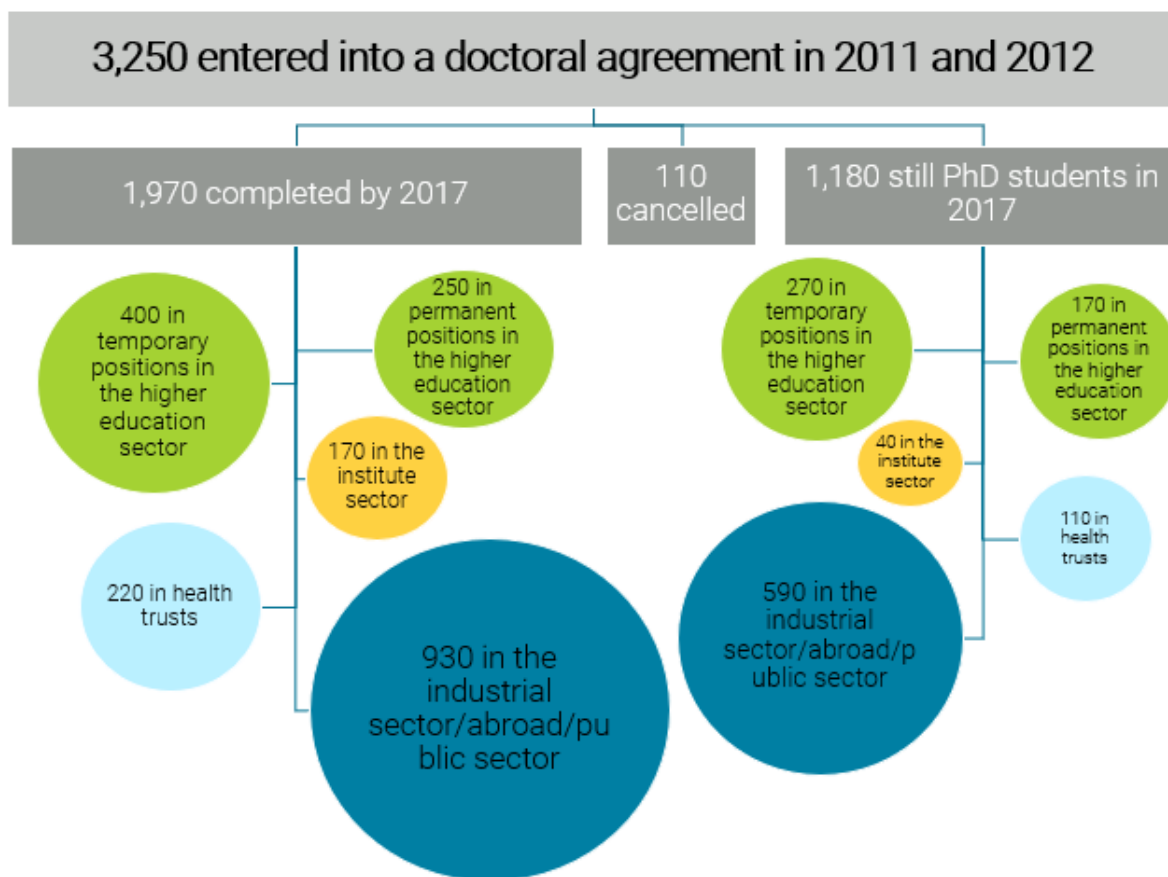 3,250 entered into a doctoral agreement in 2011 and 2012
1,970 completed by 2017
110
cancelled
1,180 still PhD students in
2017
400 in
temporary
positions in
the higher
education
sector
250 in
permanent
positions in
the higher
education
sector
170 in the
institute
sector
220 in health
trusts
930 in the
industrial
sector/abroad/pu
blic sector
270 in
temporary
positions in
the higher
education
sector
170 in
permanent
positions in
the higher
education
sector
40 in the
institute
sector
110 in
health
trusts
590 in the
industrial
sector/abroad/p
ublic sector